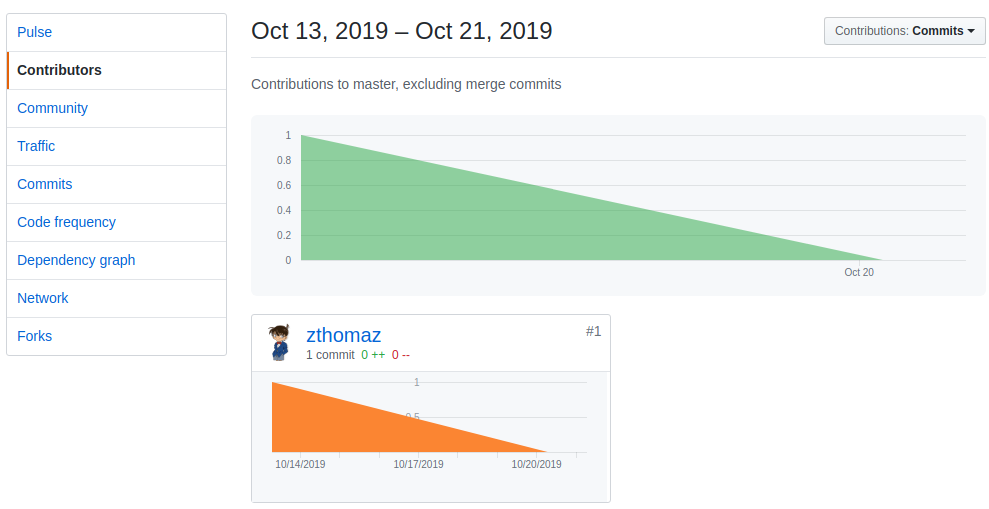 Pulse
Contributors
Community
Traffic
Commits
Code frequency
Dependency graph
Network
Forks
Oct 13, 2019 – Oct 21, 2019
Contributions: Commits
Contributions to master, excluding merge commits
1
0.8
0.6
0.4
0.2
0
Oct 20
zthomaz
#1
1 commit 0 ++ 0 --
1
0.5
10/14/2019 10/17/2019 10/20/2019